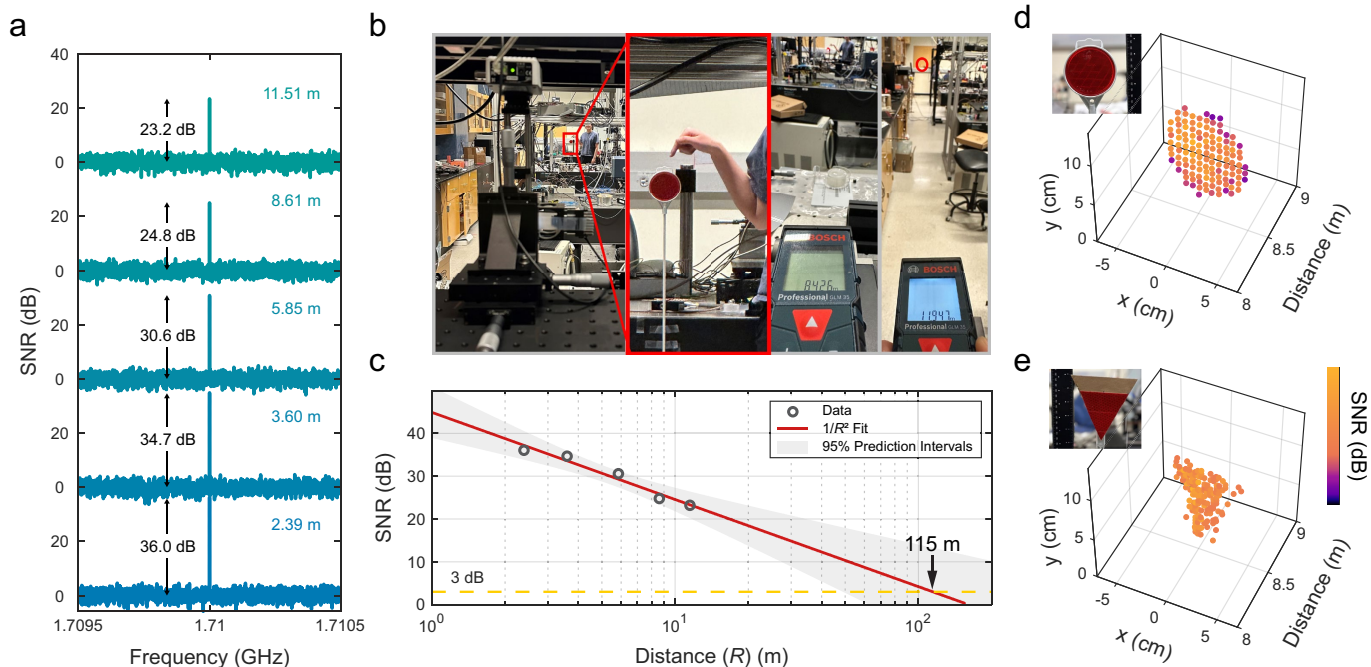 a
SNR (dB)
40
20
0
11.51 m
23.2 dB
20
0
8.61 m
24.8 dB
20
0
5.85 m
30.6 dB
20
0
3.60 m
34.7 dB
20
0
2.39 m
36.0 dB
1.7095
1.71
1.7105
Frequency (GHz)
b
BOSCH
Professional GLM 35
BOSCH
Professional GLM 35
c
SNR (dB)
40
30
20
10
0
Data
1/R² Fit
95% Prediction Intervals
115 m
3 dB
10⁰
10¹
10²
Distance (R) (m)
d
y (cm)
10
5
0
-5
0
5
x (cm)
8
8.5
9
Distance (m)
e
SNR (dB)
y (cm)
10
5
0
-5
0
5
x (cm)
8
8.5
9
Distance (m)